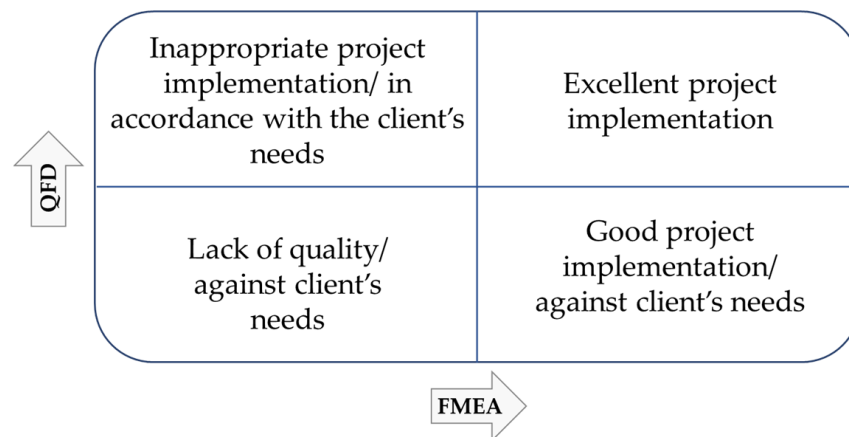 Inappropriate project
implementation/ in
accordance with the client's
needs
Excellent project
implementation
QFD
Lack of quality/
against client's
needs
Good project
implementation/
against client's needs
FMEA